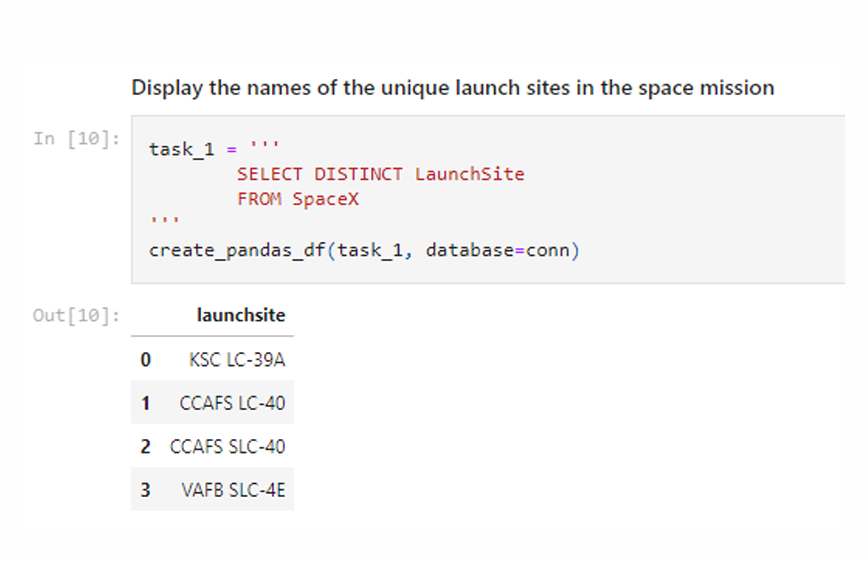 Display the names of the unique launch sites in the space mission
In [10]:
task_1 = '''
SELECT DISTINCT LaunchSite
FROM SpaceX
'''
create_pandas_df(task_1, database=conn)
Out[10]:
launchsite
0 KSC LC-39A
1 CCAFS LC-40
2 CCAFS SLC-40
3 VAFB SLC-4E